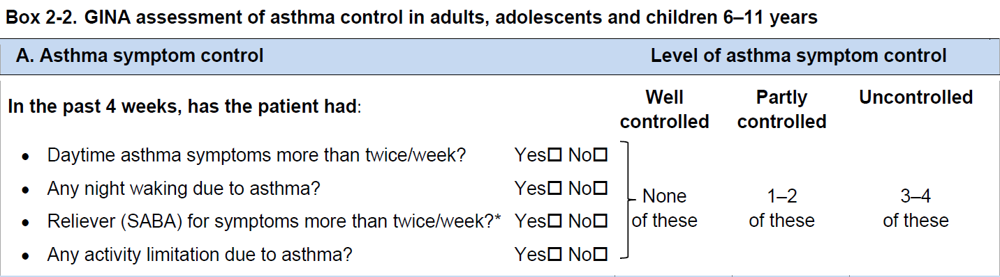 Box 2-2. GINA assessment of asthma control in adults, adolescents and children 6–11 years
A. Asthma symptom control Level of asthma symptom control
In the past 4 weeks, has the patient had:
Well controlled
Partly controlled
Uncontrolled
• Daytime asthma symptoms more than twice/week? Yes☐ No☐
• Any night waking due to asthma? Yes☐ No☐
• Reliever (SABA) for symptoms more than twice/week?* Yes☐ No☐
• Any activity limitation due to asthma? Yes☐ No☐
None of these
1–2 of these
3–4 of these